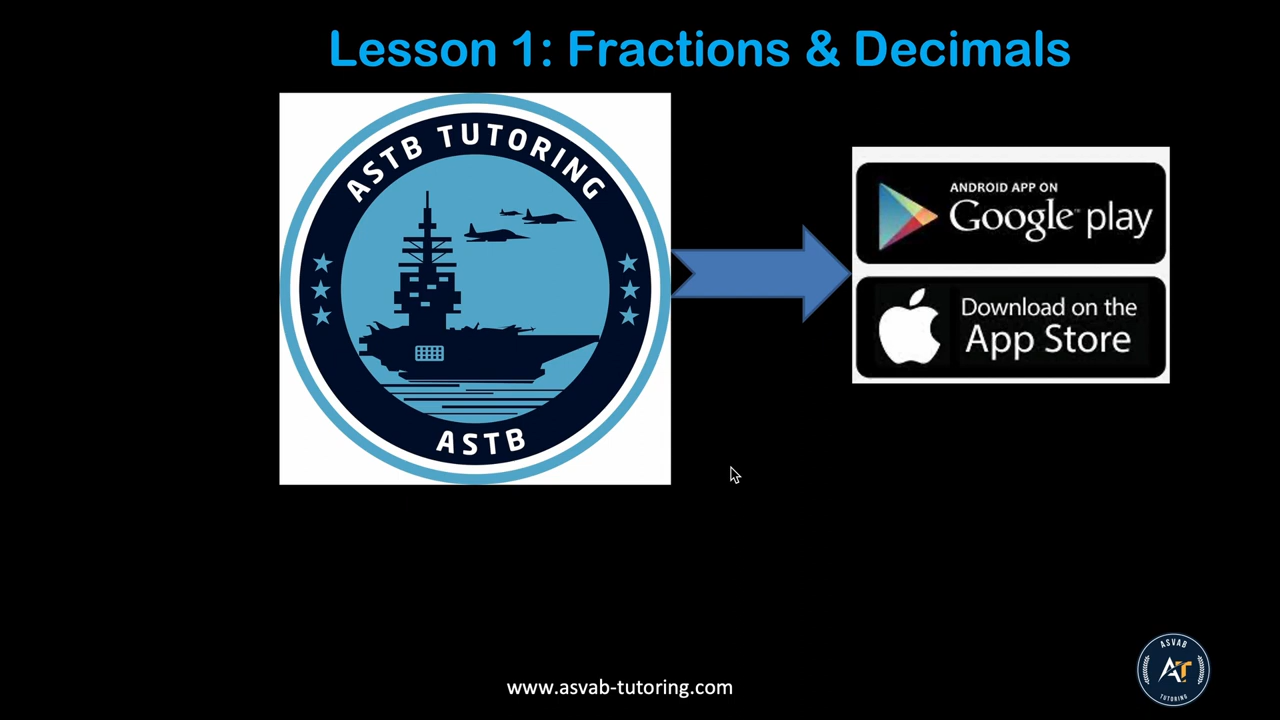 Lesson 1: Fractions & Decimals
ASTB TUTORING
ASTB
ANDROID APP ON
Google play
Download on the
App Store
www.asvab-tutoring.com
ASVAB
AT
TUTORING